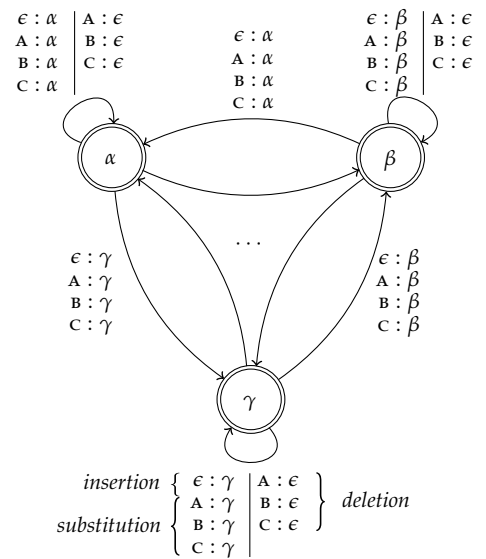 ϵ : α A : ϵ
A : α B : ϵ
B : α C : ϵ
C : α
ϵ : α
A : α
B : α
C : α
ϵ : β A : ϵ
A : β B : ϵ
B : β C : ϵ
C : β
α
β
...
ϵ : γ
A : γ
B : γ
C : γ
ϵ : β
A : β
B : β
C : β
γ
insertion { ϵ : γ A : ϵ
substitution { A : γ B : ϵ } deletion
B : γ C : ϵ
C : γ